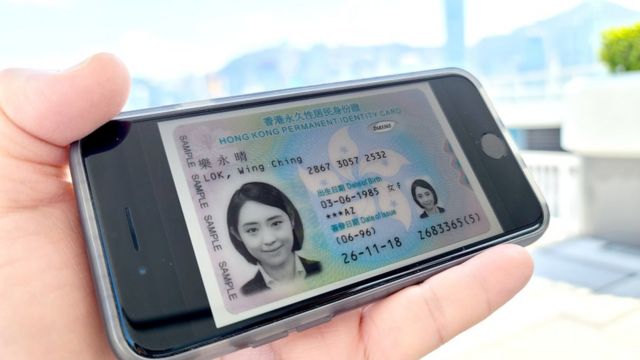 香港永久性居民身份證
HONG KONG PERMANENT IDENTITY CARD
SAMPLE
SAMPLE
SAMPLE
SAMPLE
樂永晴
LOK, Wing Ching
2867 3057 2532
出生日期 Date of Birth
03-06-1985 女 F
***AZ
簽發日期 Date of Issue
(06-96)
26-11-18
Z683365(5)